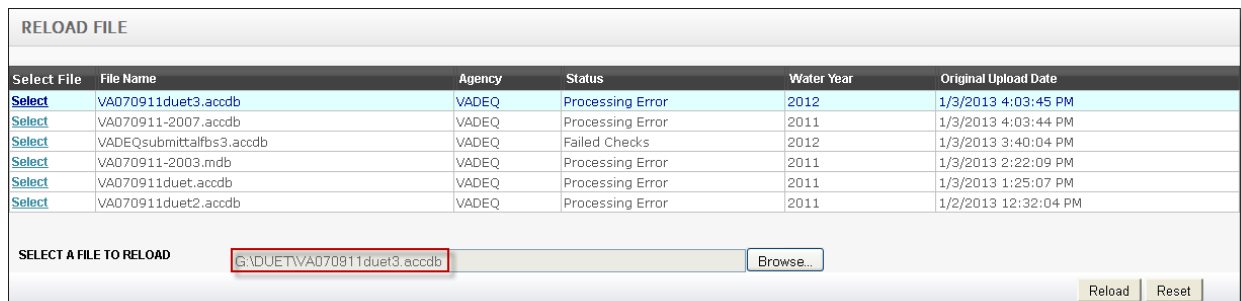 RELOAD FILE
Select File File Name Agency Status Water Year Original Upload Date
Select VA070911duet3.accdb VADEQ Processing Error 2012 1/3/2013 4:03:45 PM
Select VA070911-2007.accdb VADEQ Processing Error 2011 1/3/2013 4:03:44 PM
Select VADEQsubmittalfbs3.accdb VADEQ Failed Checks 2012 1/3/2013 3:40:04 PM
Select VA070911-2003.mdb VADEQ Processing Error 2011 1/3/2013 2:22:09 PM
Select VA070911duet.accdb VADEQ Processing Error 2011 1/3/2013 1:25:07 PM
Select VA070911duet2.accdb VADEQ Processing Error 2011 1/2/2013 12:32:04 PM
SELECT A FILE TO RELOAD G:\DUET\VA070911duet3.accdb Browse...
Reload Reset